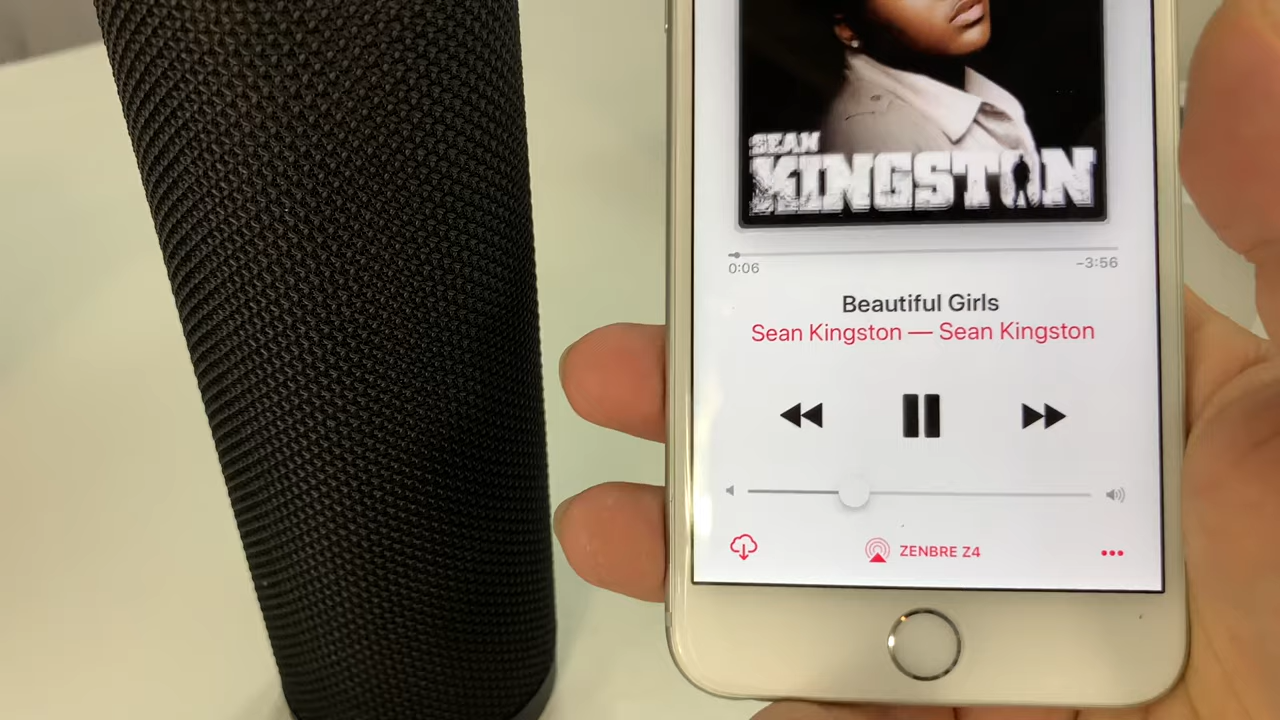 SEAN
KINGSTON
0:06
-3:56
Beautiful Girls
Sean Kingston — Sean Kingston
ZENBRE Z4